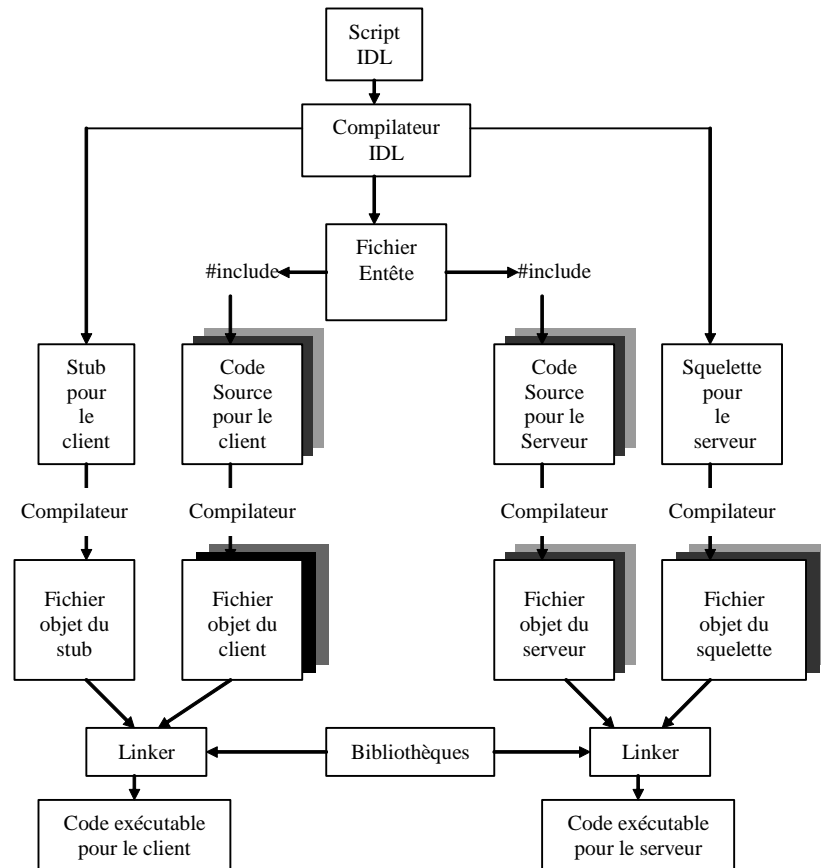 Script
IDL
Compilateur
IDL
Fichier
Entête
#include
#include
Stub
pour
le
client
Code
Source
pour le
client
Code
Source
pour le
Serveur
Squelette
pour
le
serveur
Compilateur
Compilateur
Compilateur
Compilateur
Fichier
objet du
stub
Fichier
objet du
client
Fichier
objet du
serveur
Fichier
objet du
squelette
Linker
Bibliothèques
Linker
Code exécutable
pour le client
Code exécutable
pour le serveur